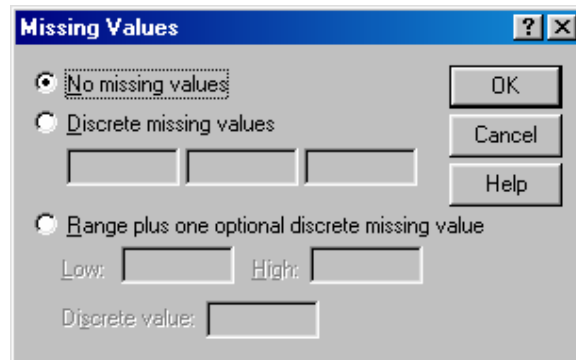 Missing Values
No missing values
OK
Discrete missing values
Cancel
Help
Range plus one optional discrete missing value
Low: High:
Discrete value: